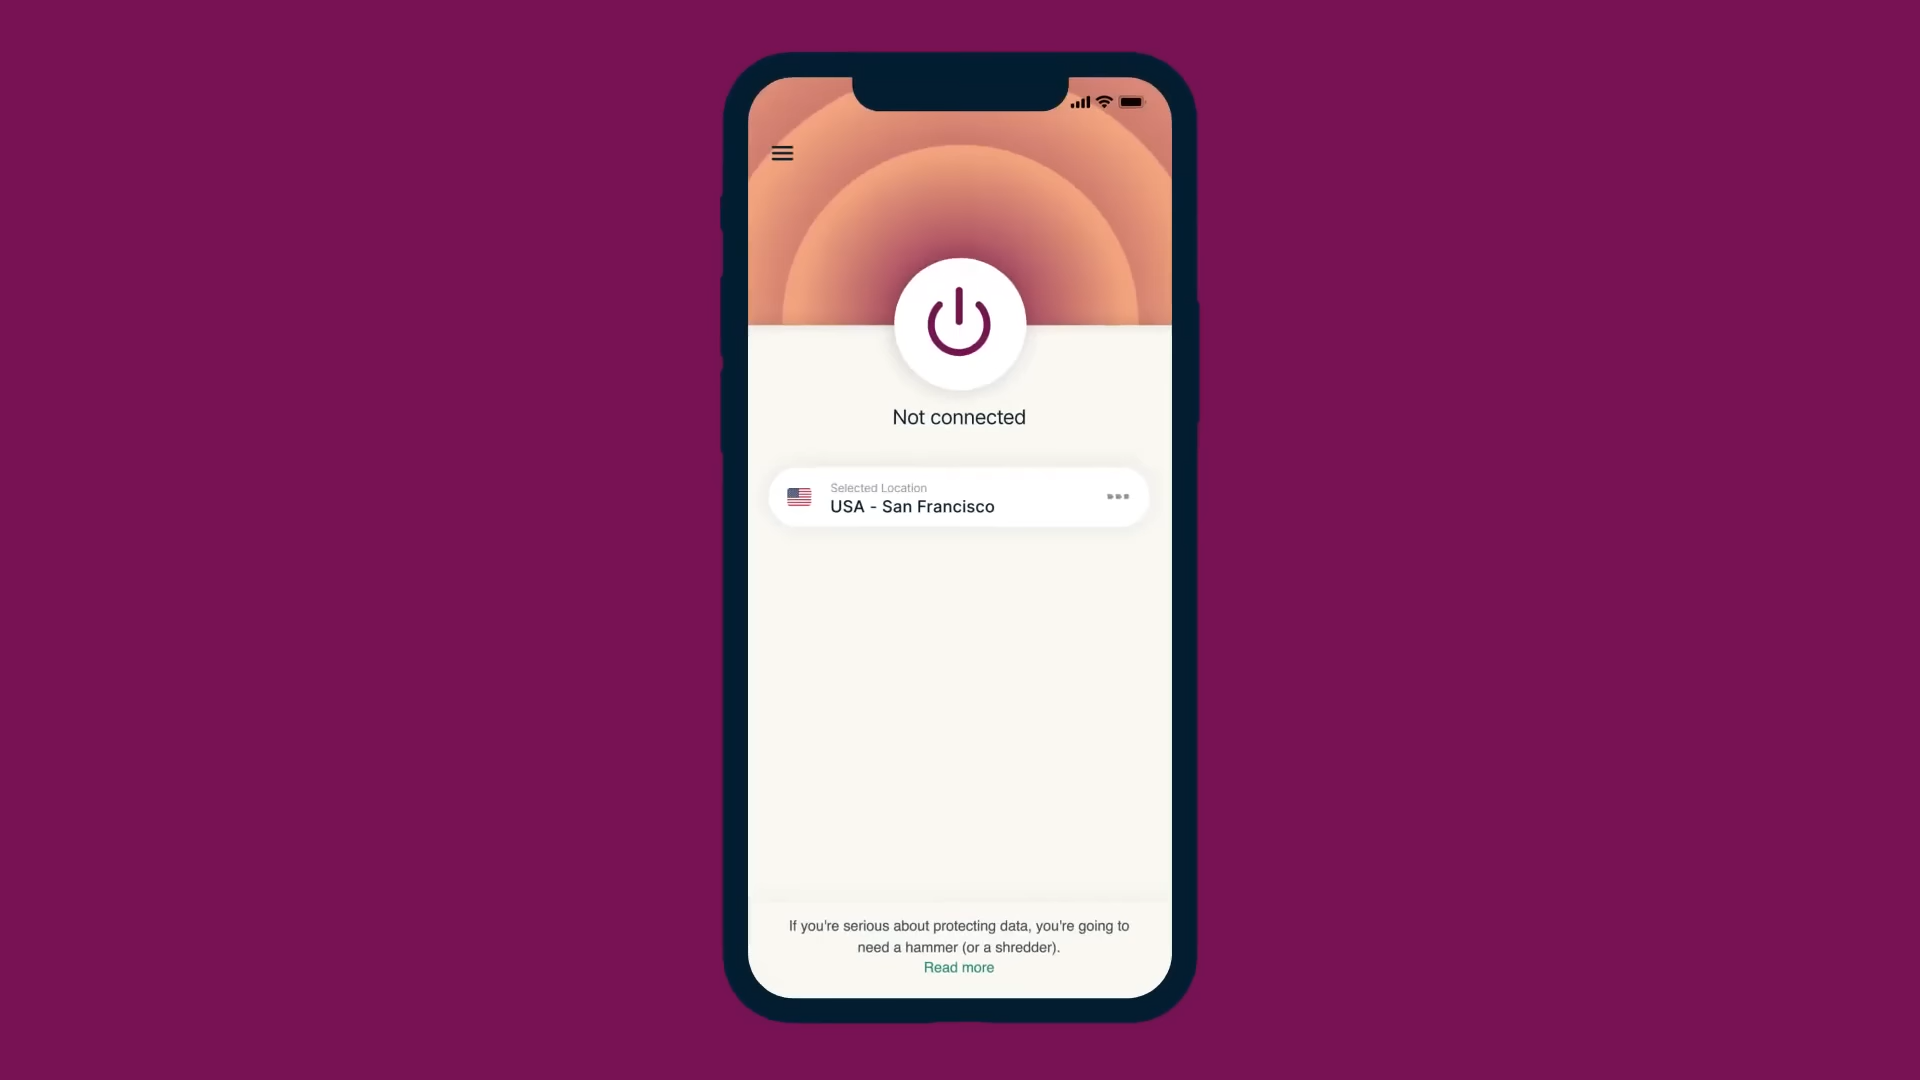 Not connected
Selected Location
USA - San Francisco
If you're serious about protecting data, you're going to
need a hammer (or a shredder).
Read more